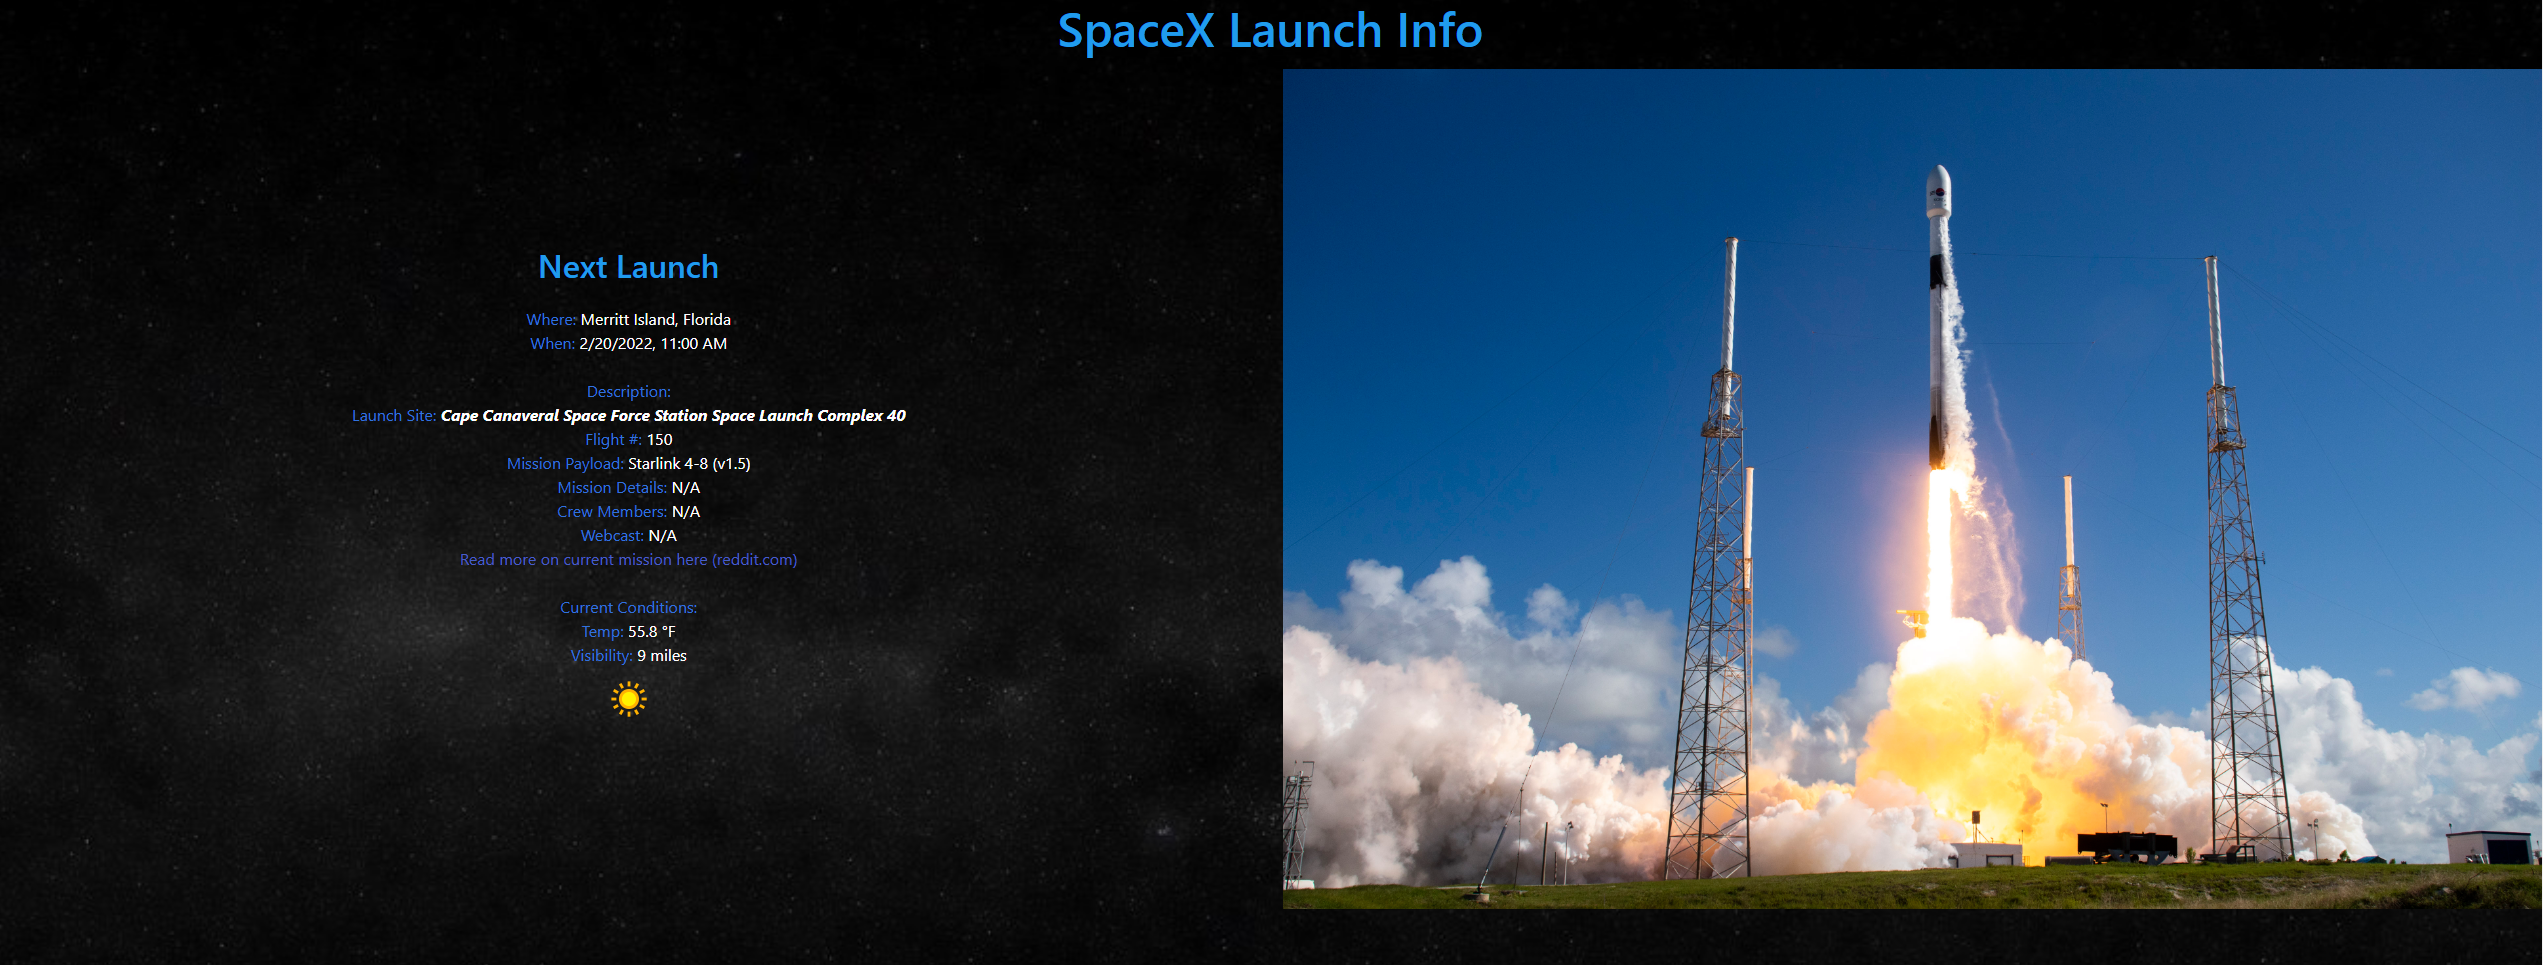 SpaceX Launch Info
Next Launch
Where: Merritt Island, Florida
When: 2/20/2022, 11:00 AM
Description:
Launch Site: Cape Canaveral Space Force Station Space Launch Complex 40
Flight #: 150
Mission Payload: Starlink 4-8 (v1.5)
Mission Details: N/A
Crew Members: N/A
Webcast: N/A
Read more on current mission here (reddit.com)
Current Conditions:
Temp: 55.8 °F
Visibility: 9 miles